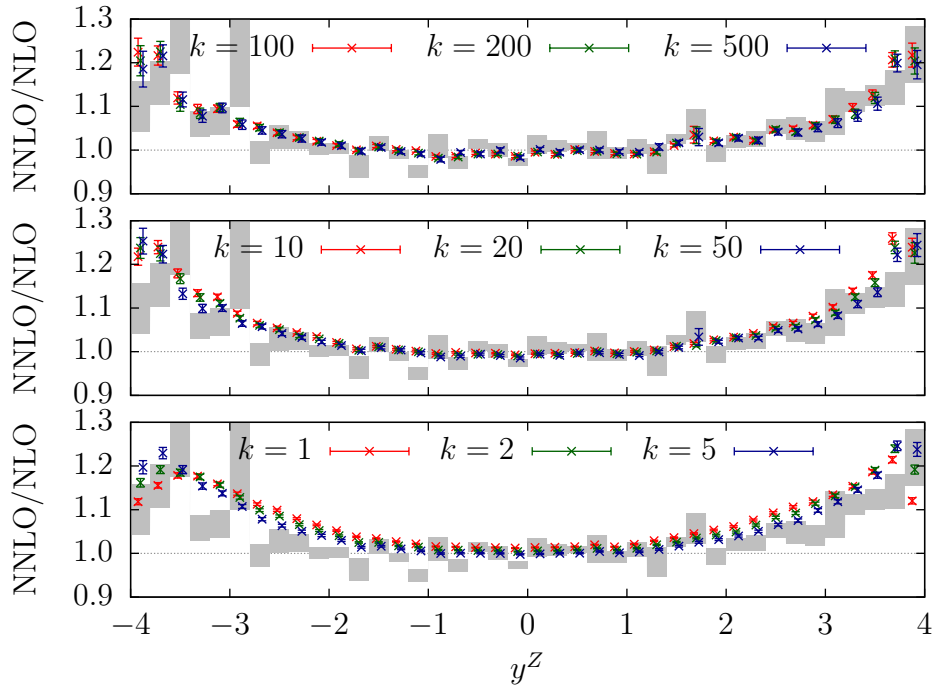 1.3
k = 100 k = 200 k = 500
1.2
1.1
1.0
0.9
NNLO/NLO
1.3
k = 10 k = 20 k = 50
1.2
1.1
1.0
0.9
NNLO/NLO
1.3
k = 1 k = 2 k = 5
1.2
1.1
1.0
0.9
NNLO/NLO
−4 −3 −2 −1 0 1 2 3 4
y^Z